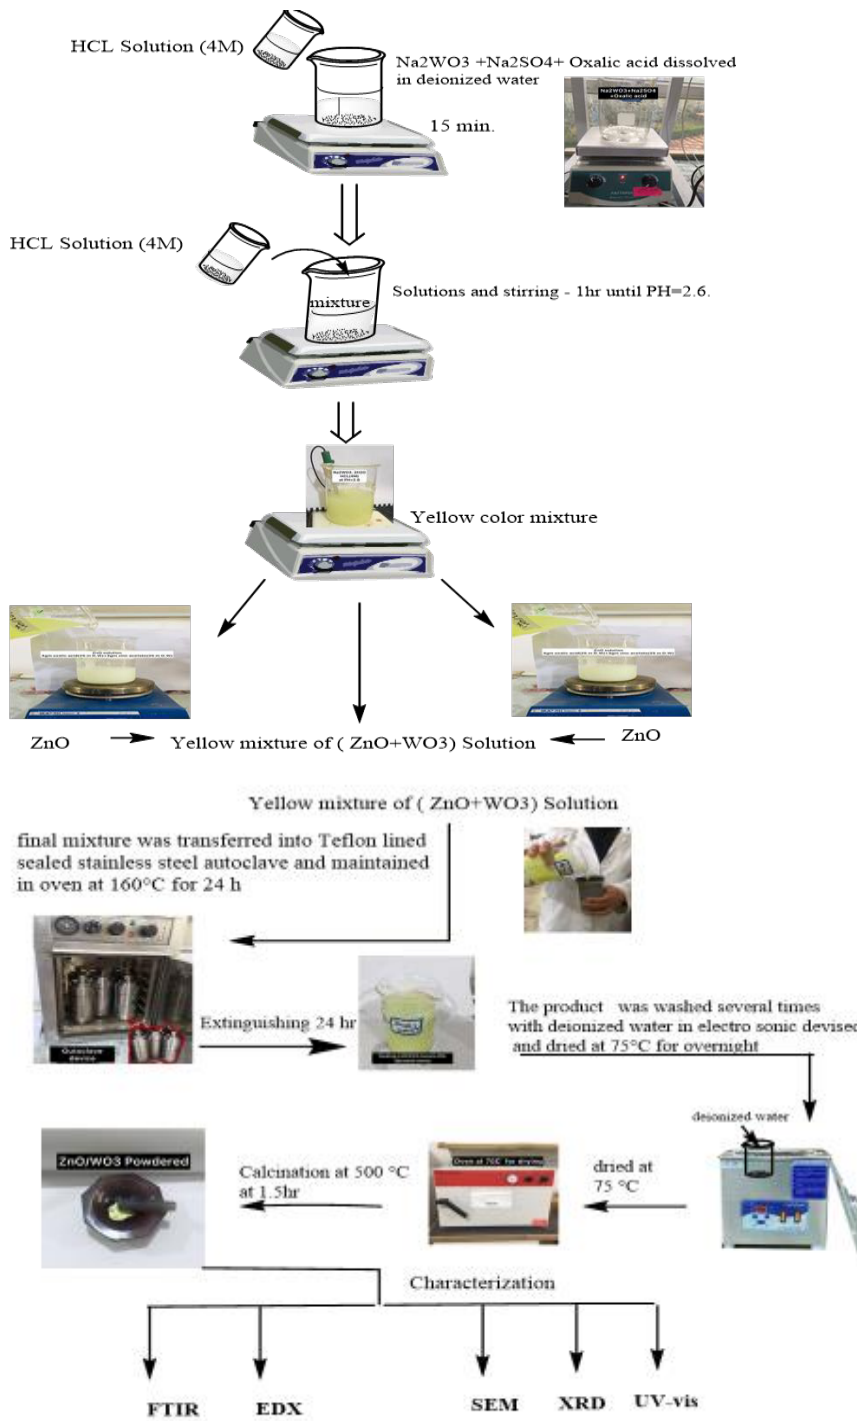 HCL Solution (4M)
Na2WO3 +Na2SO4+ Oxalic acid dissolved
in deionized water
Na2WO3+Na2SO4
+Oxalic acid
15 min.
HCL Solution (4M)
mixture
Solutions and stirring - 1hr until PH=2.6.
Yellow color mixture
ZnO
Yellow mixture of ( ZnO+WO3) Solution
ZnO
Yellow mixture of ( ZnO+WO3) Solution
final mixture was transferred into Teflon lined
sealed stainless steel autoclave and maintained
in oven at 160°C for 24 h
Extinguishing 24 hr
The product was washed several times
with deionized water in electro sonic devised
and dried at 75°C for overnight
device
deionized water
ZnO/WO3 Powdered
Calcination at 500 °C
at 1.5hr
dried at
75 °C
Characterization
FTIR
EDX
SEM
XRD
UV-vis